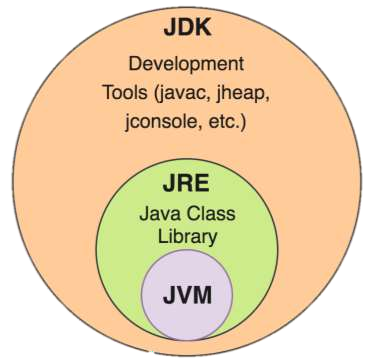 JDK
Development
Tools (javac, jheap,
jconsole, etc.)
JRE
Java Class
Library
JVM